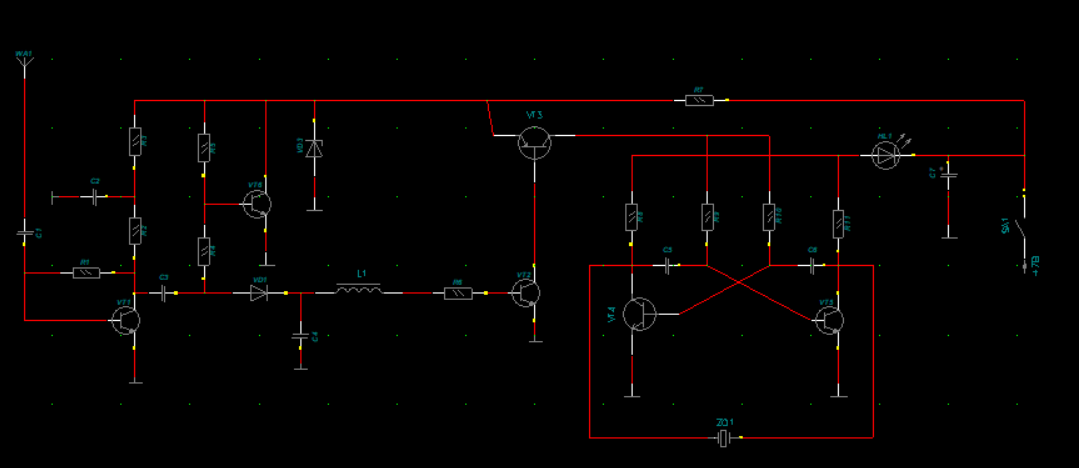 WA1
R7
VT3
R3
R5
VD3
HL1
C7
C2
VT6
R8
R9
R10
R11
SA1
C1
R2
R4
C5
C6
+7В
R1
C3
VD1
L1
R6
VT2
VT1
C4
VT4
VT5
ZQ1